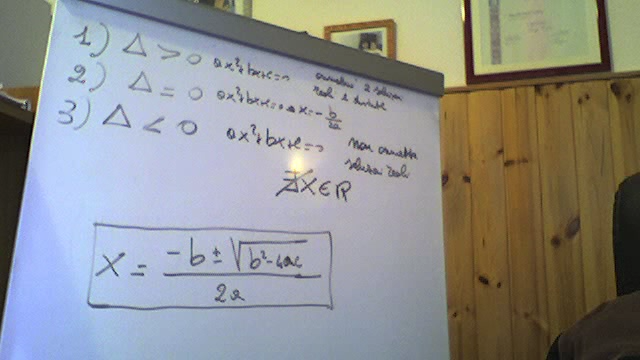 1) Δ > 0 ax²+bx+c=0 ammette 2 soluzioni
reali e distinte
2) Δ = 0 ax²+bx+c=0 x=-b/2a
3) Δ < 0 ax²+bx+c=0 non ammette
soluzioni reali
∄x∈R
x = (-b ± √(b²-4ac))/2a